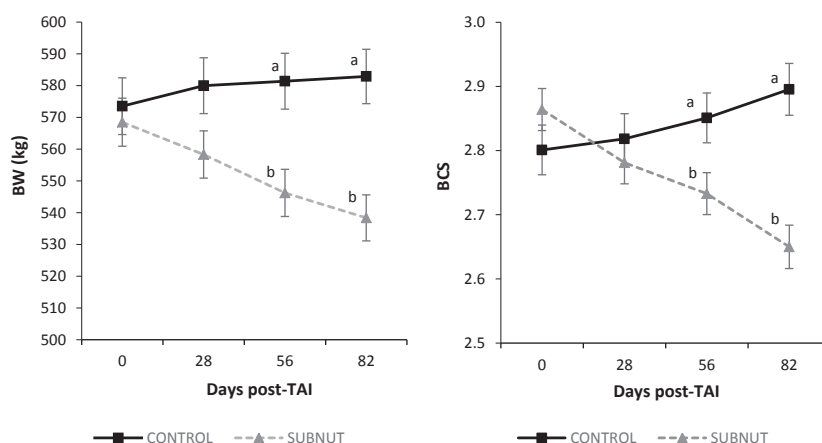 600
590
580
570
560
550
540
530
520
510
500
BW (kg)
a
a
b
b
0 28 56 82
Days post-TAI
CONTROL SUBNUT
3.0
2.9
2.8
2.7
2.6
2.5
BCS
a
a
b
b
0 28 56 82
Days post-TAI
CONTROL SUBNUT